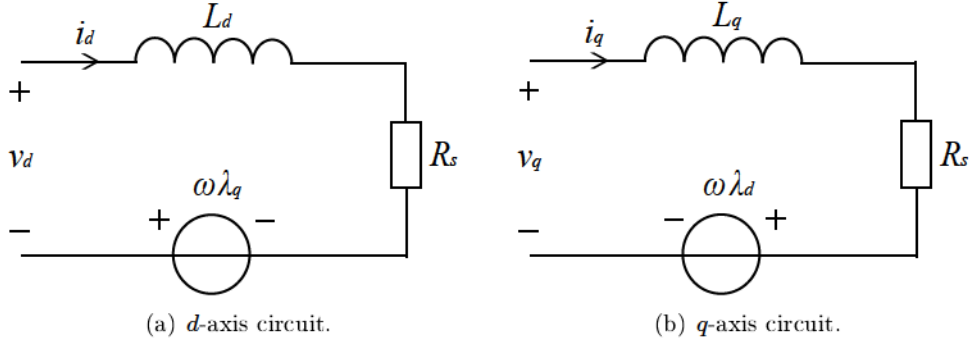 L_d
i_d
+
v_d
R_s
ωλ_q
+ −
−
(a) d-axis circuit.
L_q
i_q
+
v_q
R_s
ωλ_d
− +
−
(b) q-axis circuit.